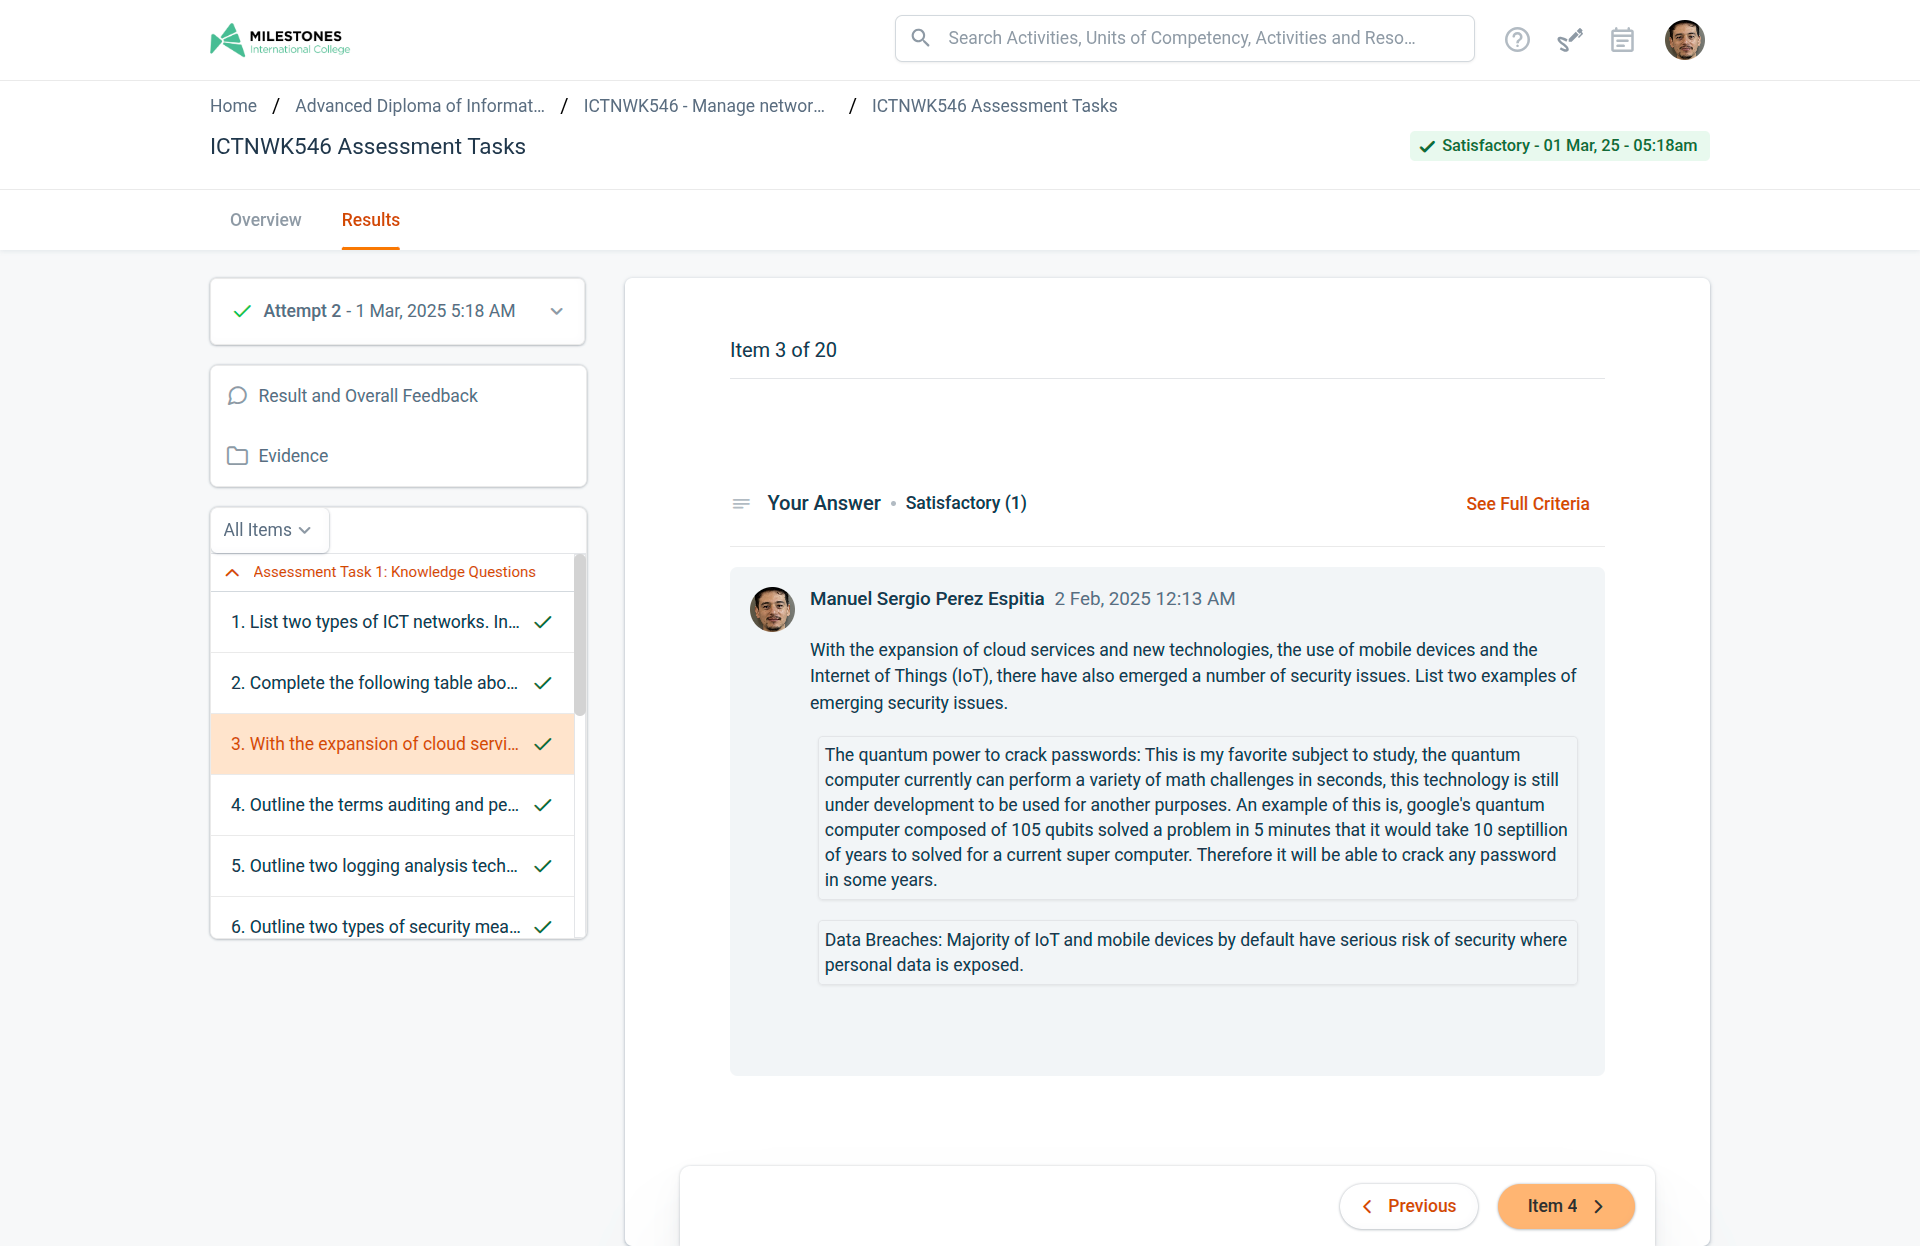 MILESTONES
International College
Search Activities, Units of Competency, Activities and Reso...
Home / Advanced Diploma of Informat... / ICTNWK546 - Manage networ... / ICTNWK546 Assessment Tasks
ICTNWK546 Assessment Tasks
Satisfactory - 01 Mar, 25 - 05:18am
Overview
Results
Attempt 2 - 1 Mar, 2025 5:18 AM
Result and Overall Feedback
Evidence
All Items
Assessment Task 1: Knowledge Questions
1. List two types of ICT networks. In...
2. Complete the following table abo...
3. With the expansion of cloud servi...
4. Outline the terms auditing and pe...
5. Outline two logging analysis tech...
6. Outline two types of security mea...
Item 3 of 20
Your Answer • Satisfactory (1)
See Full Criteria
Manuel Sergio Perez Espitia 2 Feb, 2025 12:13 AM
With the expansion of cloud services and new technologies, the use of mobile devices and the
Internet of Things (IoT), there have also emerged a number of security issues. List two examples of
emerging security issues.
The quantum power to crack passwords: This is my favorite subject to study, the quantum
computer currently can perform a variety of math challenges in seconds, this technology is still
under development to be used for another purposes. An example of this is, google's quantum
computer composed of 105 qubits solved a problem in 5 minutes that it would take 10 septillion
of years to solved for a current super computer. Therefore it will be able to crack any password
in some years.
Data Breaches: Majority of IoT and mobile devices by default have serious risk of security where
personal data is exposed.
Previous
Item 4